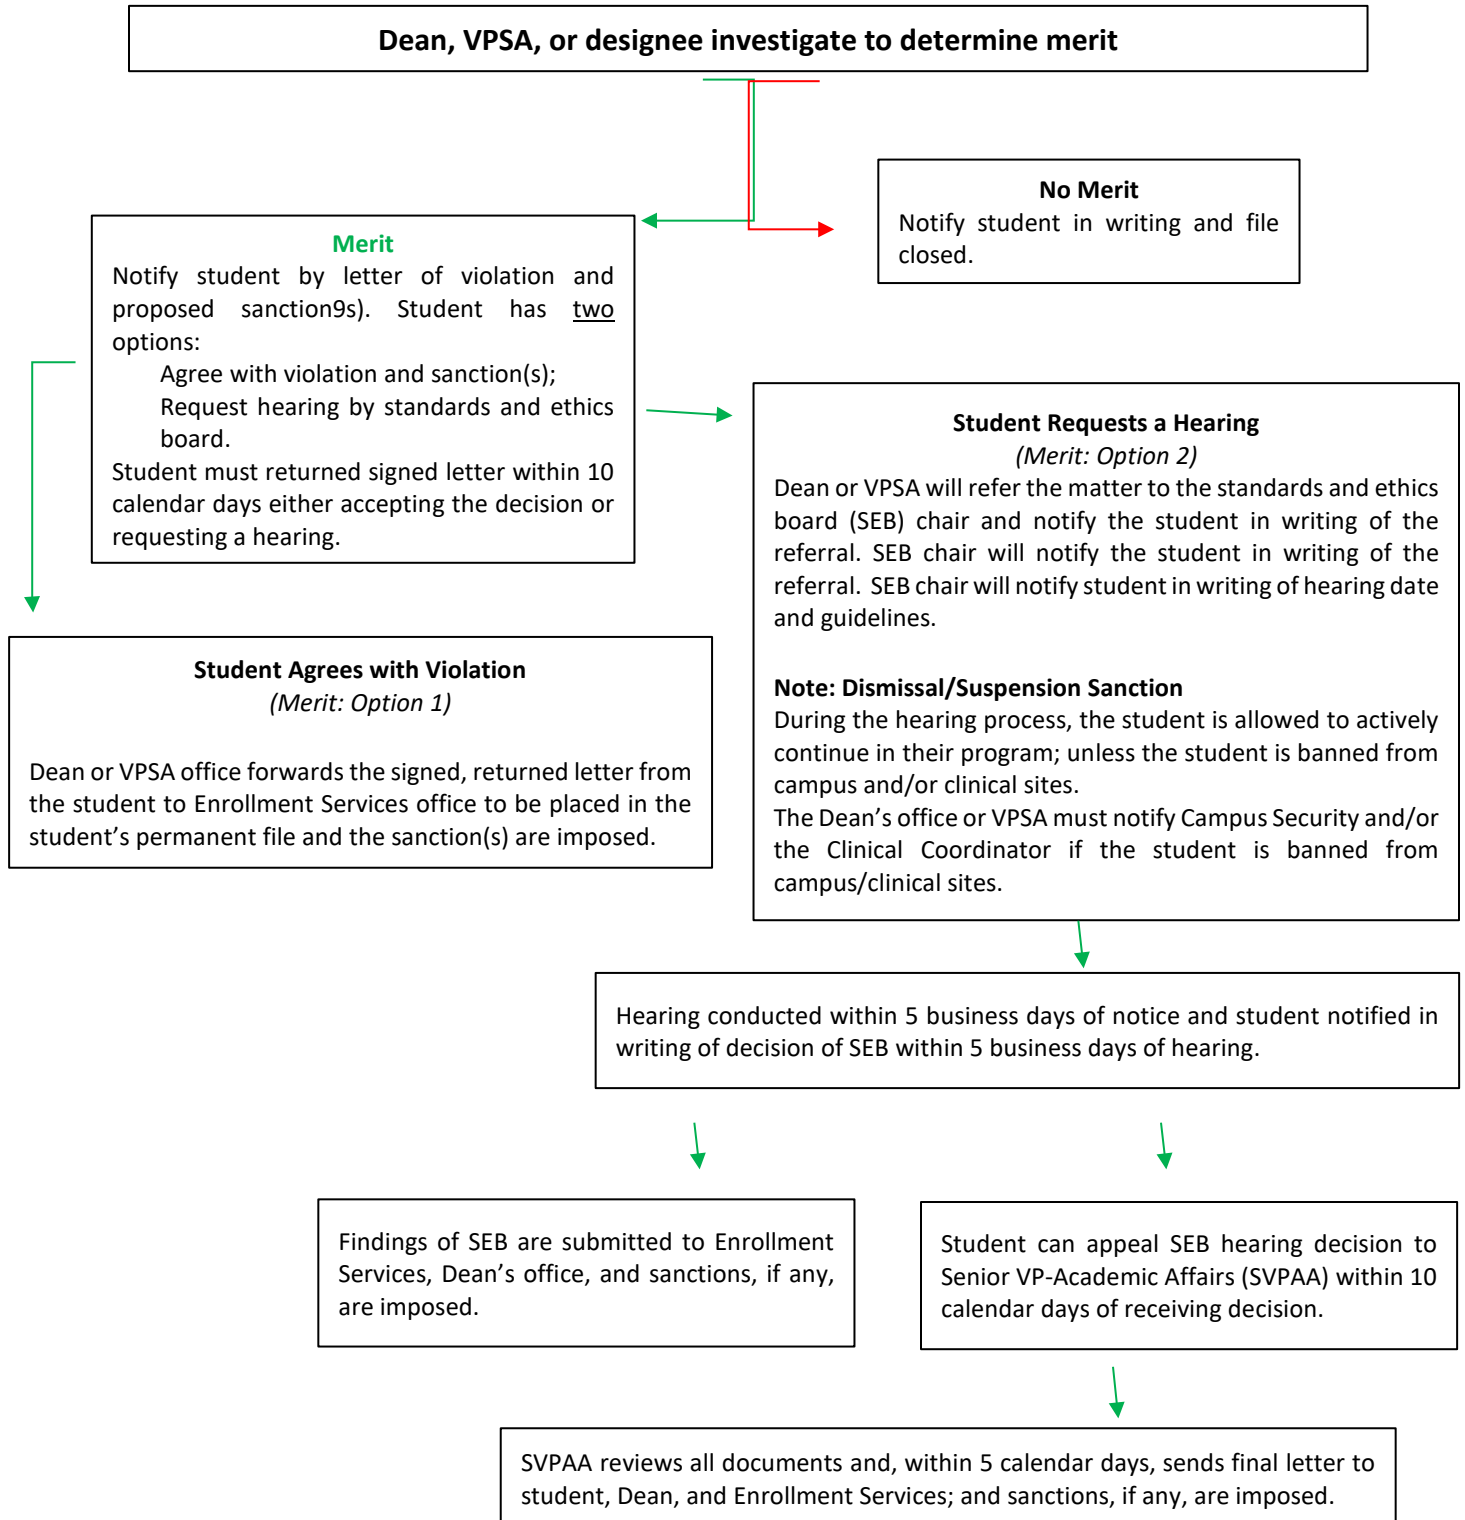 Dean, VPSA, or designee investigate to determine merit
No Merit
Notify student in writing and file
closed.
Merit
Notify student by letter of violation and
proposed sanction9s). Student has two
options:
Agree with violation and sanction(s);
Request hearing by standards and ethics
board.
Student must returned signed letter within 10
calendar days either accepting the decision or
requesting a hearing.
Student Requests a Hearing
(Merit: Option 2)
Dean or VPSA will refer the matter to the standards and ethics
board (SEB) chair and notify the student in writing of the
referral. SEB chair will notify the student in writing of the
referral. SEB chair will notify student in writing of hearing date
and guidelines.
Note: Dismissal/Suspension Sanction
During the hearing process, the student is allowed to actively
continue in their program; unless the student is banned from
campus and/or clinical sites.
The Dean's office or VPSA must notify Campus Security and/or
the Clinical Coordinator if the student is banned from
campus/clinical sites.
Student Agrees with Violation
(Merit: Option 1)
Dean or VPSA office forwards the signed, returned letter from
the student to Enrollment Services office to be placed in the
student's permanent file and the sanction(s) are imposed.
Hearing conducted within 5 business days of notice and student notified in
writing of decision of SEB within 5 business days of hearing.
Findings of SEB are submitted to Enrollment
Services, Dean's office, and sanctions, if any,
are imposed.
Student can appeal SEB hearing decision to
Senior VP-Academic Affairs (SVPAA) within 10
calendar days of receiving decision.
SVPAA reviews all documents and, within 5 calendar days, sends final letter to
student, Dean, and Enrollment Services; and sanctions, if any, are imposed.